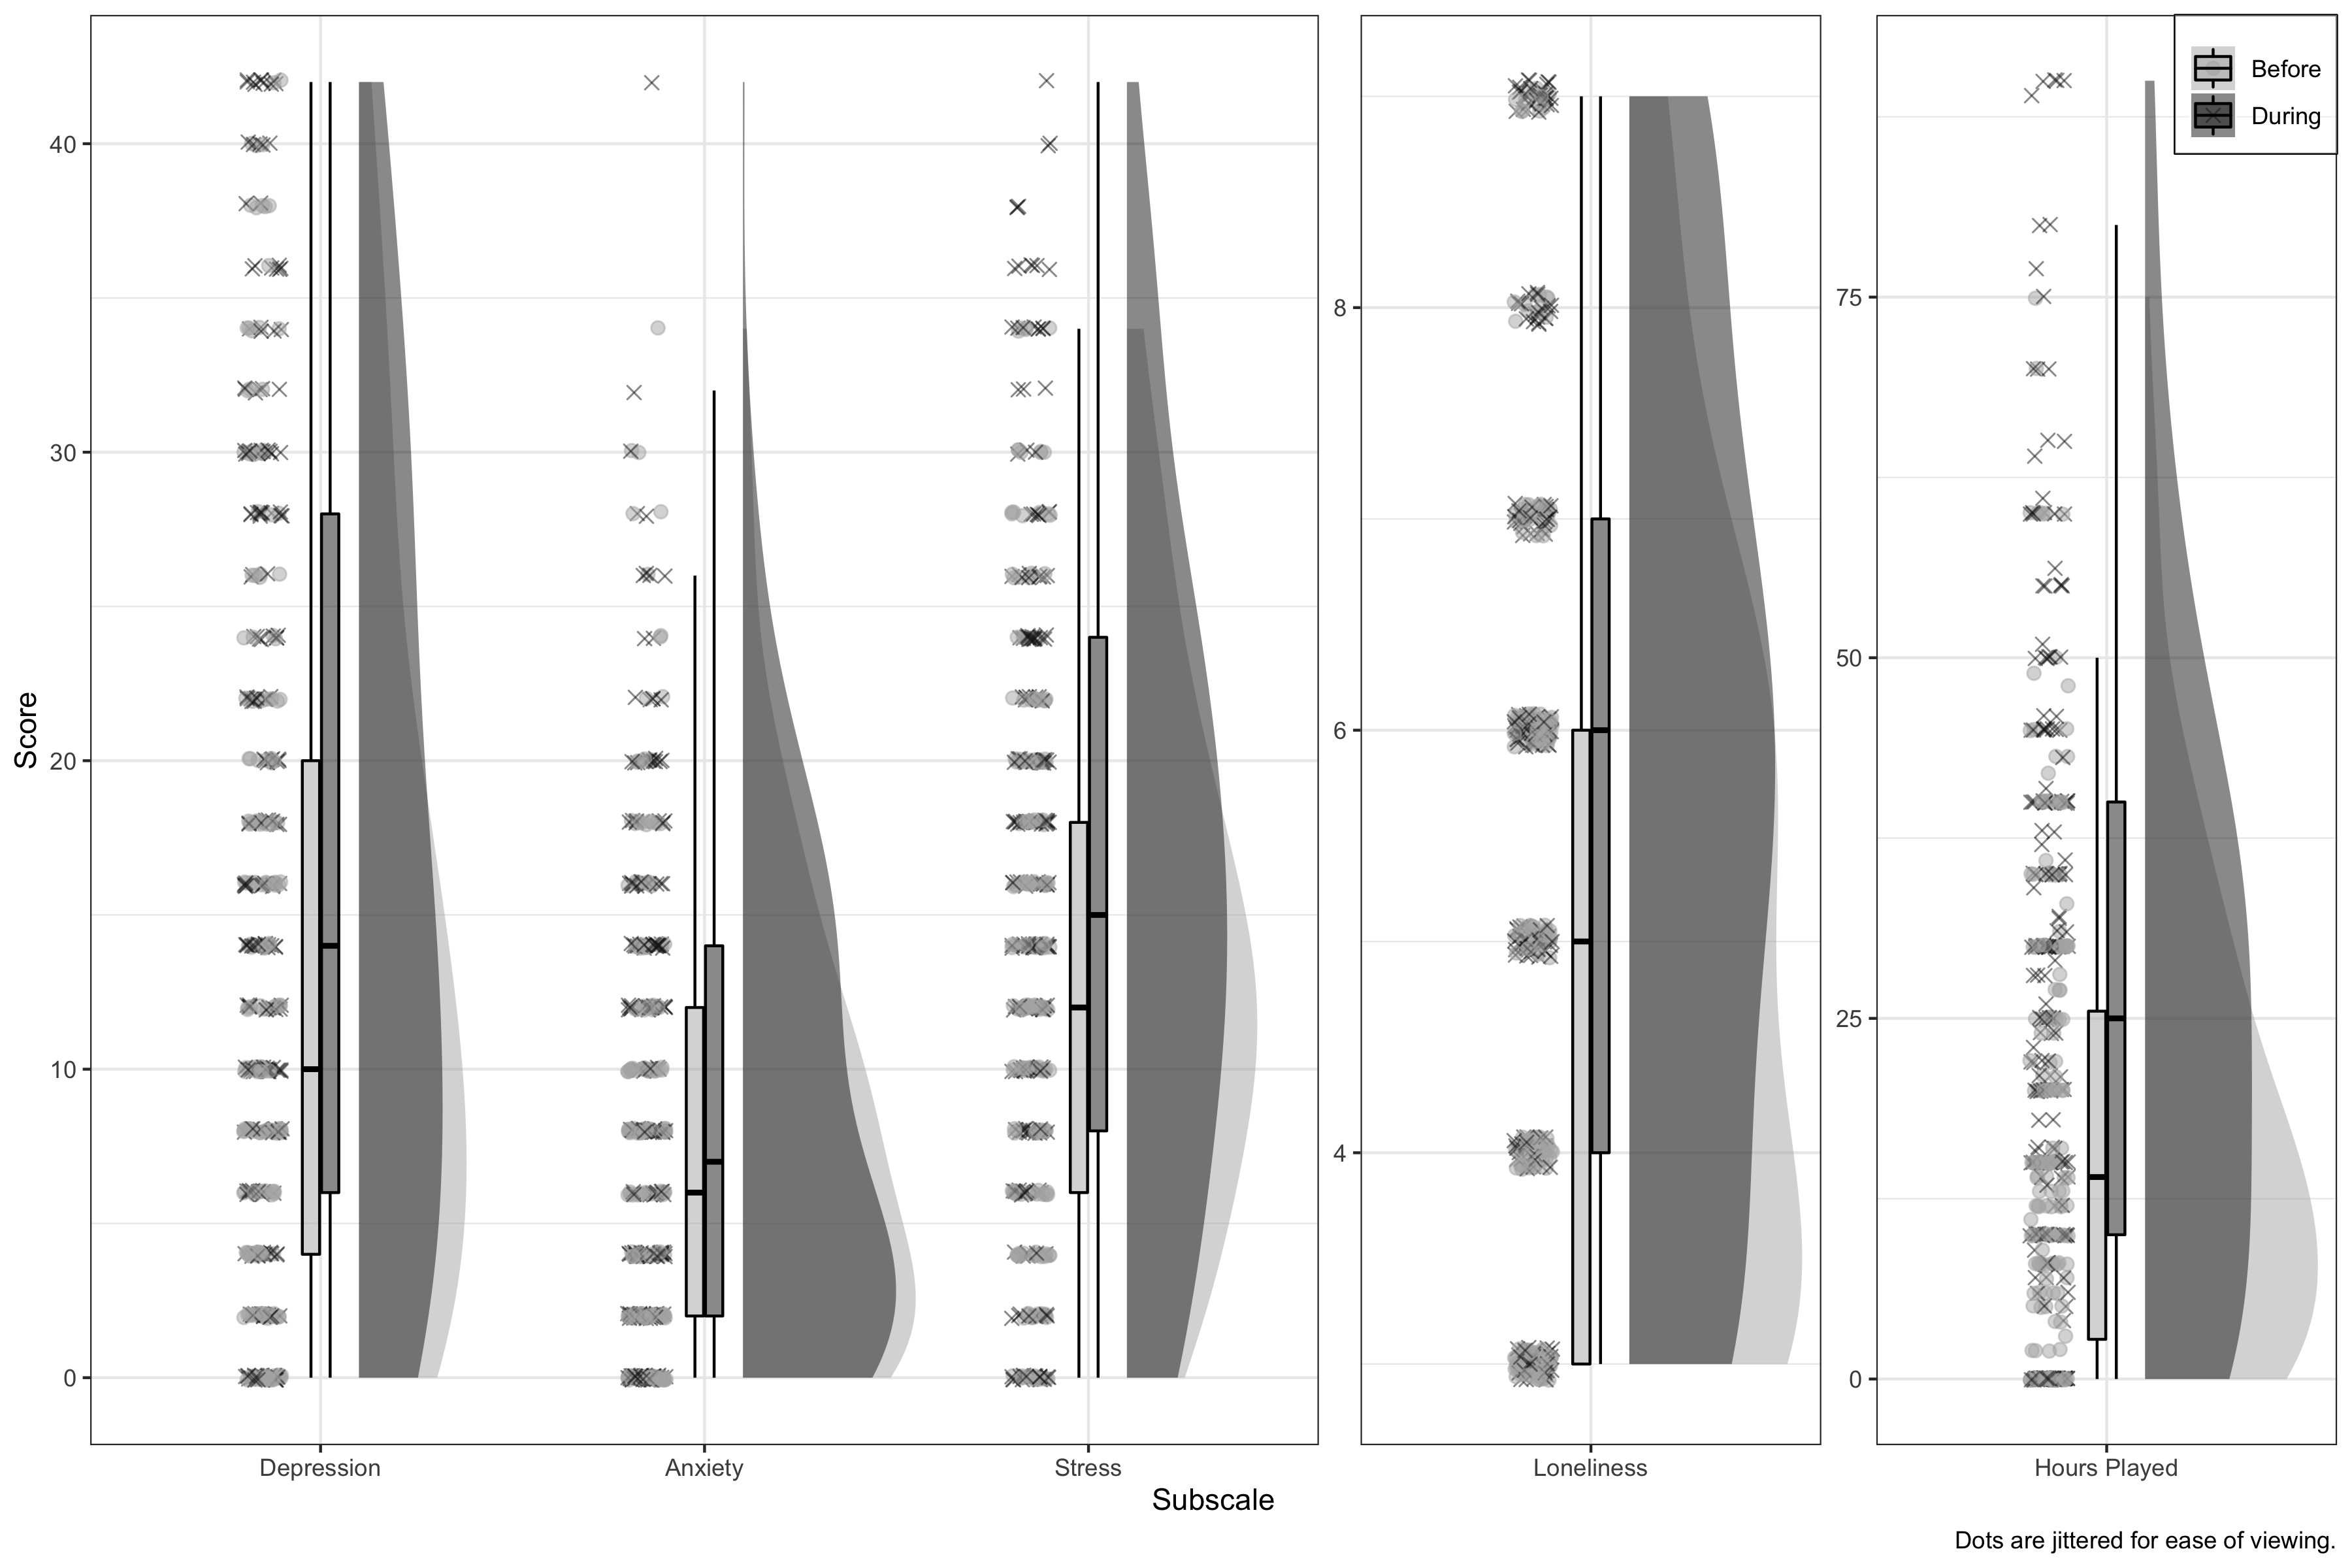 Before
During
Score
40
30
20
10
0
8
6
4
75
50
25
0
Depression
Anxiety
Stress
Loneliness
Hours Played
Subscale
Dots are jittered for ease of viewing.